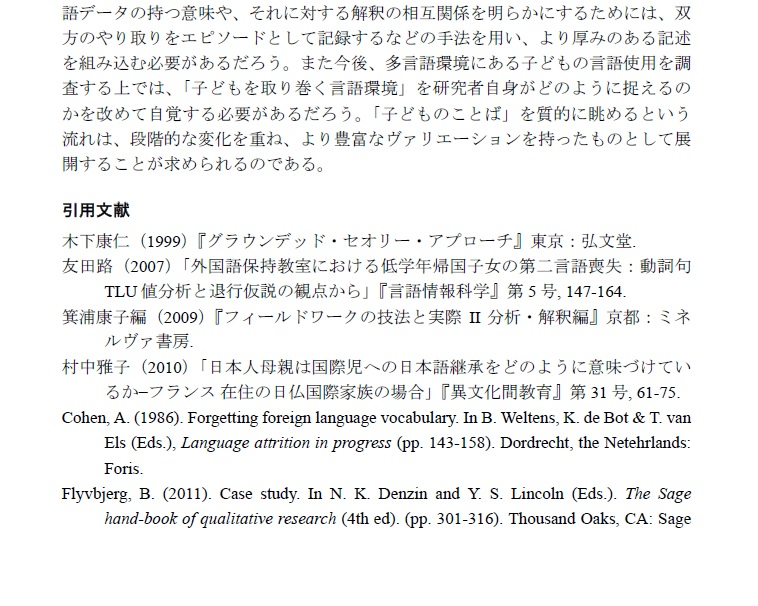 語データの持つ意味や、それに対する解釈の相互関係を明らかにするためには、双
方のやり取りをエピソードとして記録するなどの手法を用い、より厚みのある記述
を組み込む必要があるだろう。また今後、多言語環境にある子どもの言語使用を調
査する上では、「子どもを取り巻く言語環境」を研究者自身がどのように捉えるの
かを改めて自覚する必要があるだろう。「子どものことば」を質的に眺めるという
流れは、段階的な変化を重ね、より豊富なヴァリエーションを持ったものとして展
開することが求められるのである。
引用文献
木下康仁（1999）『グラウンデッド・セオリー・アプローチ』東京：弘文堂.
友田路（2007）「外国語保持教室における低学年帰国子女の第二言語喪失：動詞句
TLU 値分析と退行仮説の観点から」『言語情報科学』第 5 号, 147-164.
箕浦康子編（2009）『フィールドワークの技法と実際 II 分析・解釈編』京都：ミネ
ルヴァ書房.
村中雅子（2010）「日本人母親は国際児への日本語継承をどのように意味づけてい
るか−フランス 在住の日仏国際家族の場合」『異文化間教育』第 31 号, 61-75.
Cohen, A. (1986). Forgetting foreign language vocabulary. In B. Weltens, K. de Bot & T. van
Els (Eds.), Language attrition in progress (pp. 143-158). Dordrecht, the Netehrlands:
Foris.
Flyvbjerg, B. (2011). Case study. In N. K. Denzin and Y. S. Lincoln (Eds.). The Sage
hand-book of qualitative research (4th ed). (pp. 301-316). Thousand Oaks, CA: Sage